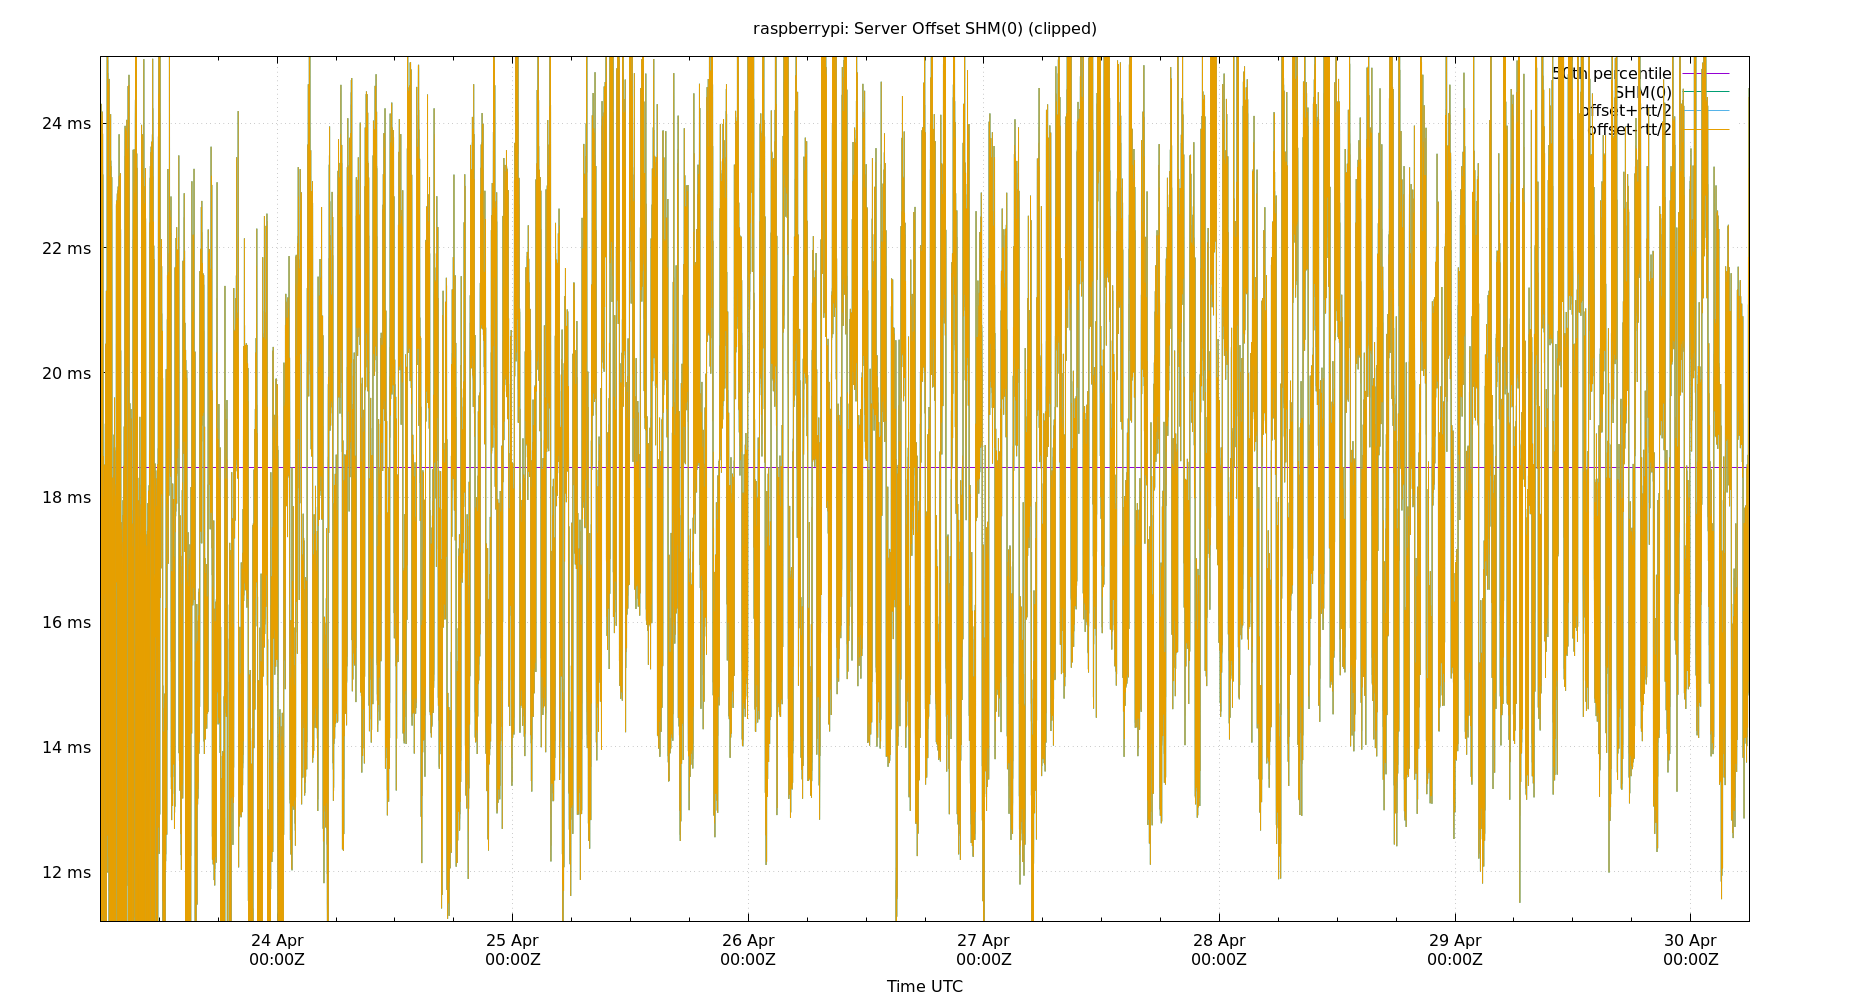 raspberrypi: Server Offset SHM(0) (clipped)
50th percentile
SHM(0)
offset+rtt/2
offset-rtt/2
24 ms
22 ms
20 ms
18 ms
16 ms
14 ms
12 ms
24 Apr 25 Apr 26 Apr 27 Apr 28 Apr 29 Apr 30 Apr
00:00Z 00:00Z 00:00Z 00:00Z 00:00Z 00:00Z 00:00Z
Time UTC